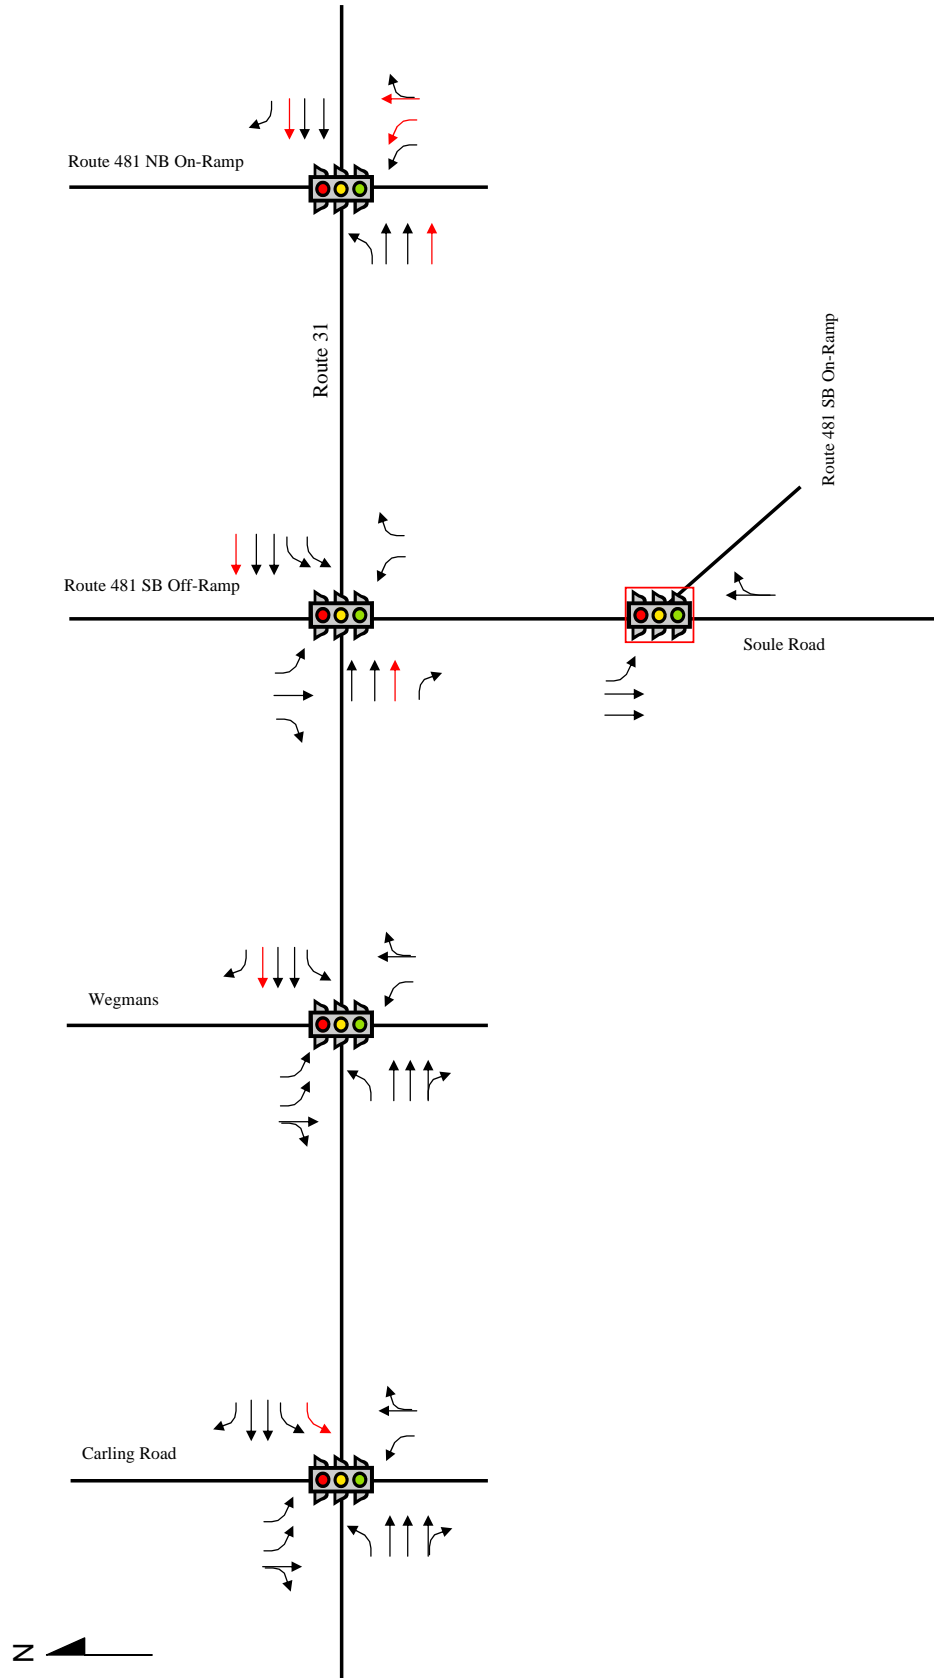 Route 481 NB On-Ramp
Route 31
Route 481 SB On-Ramp
Route 481 SB Off-Ramp
Soule Road
Wegmans
Carling Road
N